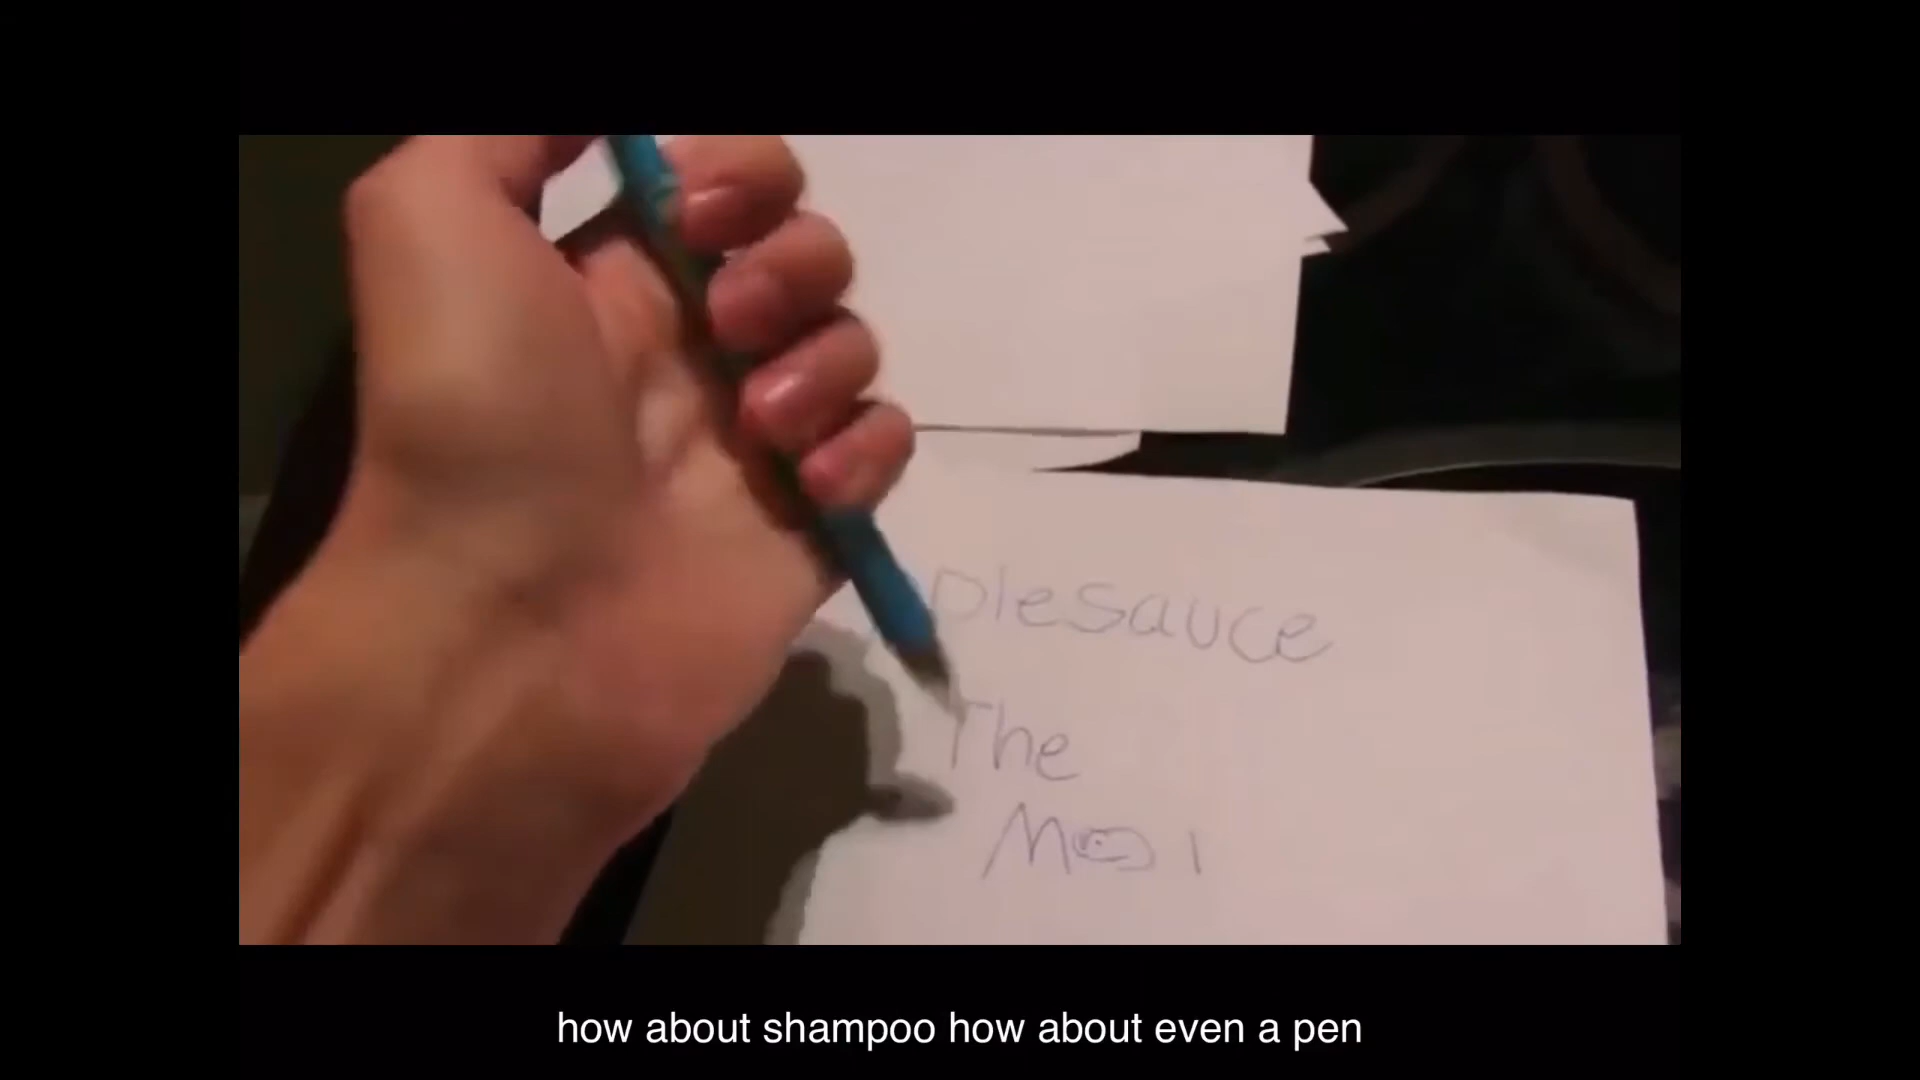 plesauce
The
how about shampoo how about even a pen